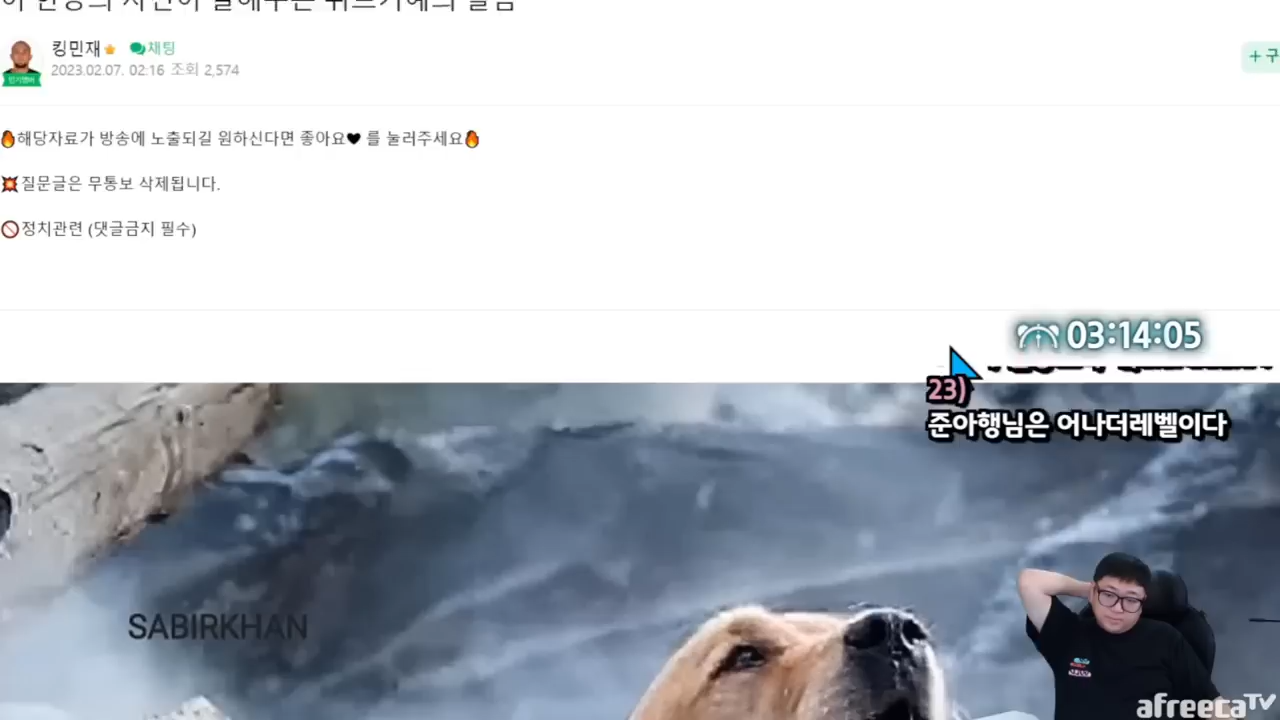 킹민재
채팅
2023.02.07. 02:16 조회 2,574
+ 구
🔥해당자료가 방송에 노출되길 원하신다면 좋아요🖤 를 눌러주세요🔥
💥질문글은 무통보 삭제됩니다.
🚫정치관련 (댓글금지 필수)
03:14:05
23)
준아행님은 어나더레벨이다
SABIRKHAN
afreecaTV